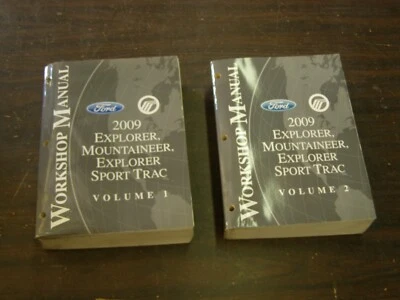 WORKSHOP MANUAL
Ford
2009
EXPLORER,
MOUNTAINEER,
EXPLORER
SPORT TRAC
VOLUME 1
WORKSHOP MANUAL
Ford
2009
EXPLORER,
MOUNTAINEER,
EXPLORER
SPORT TRAC
VOLUME 2